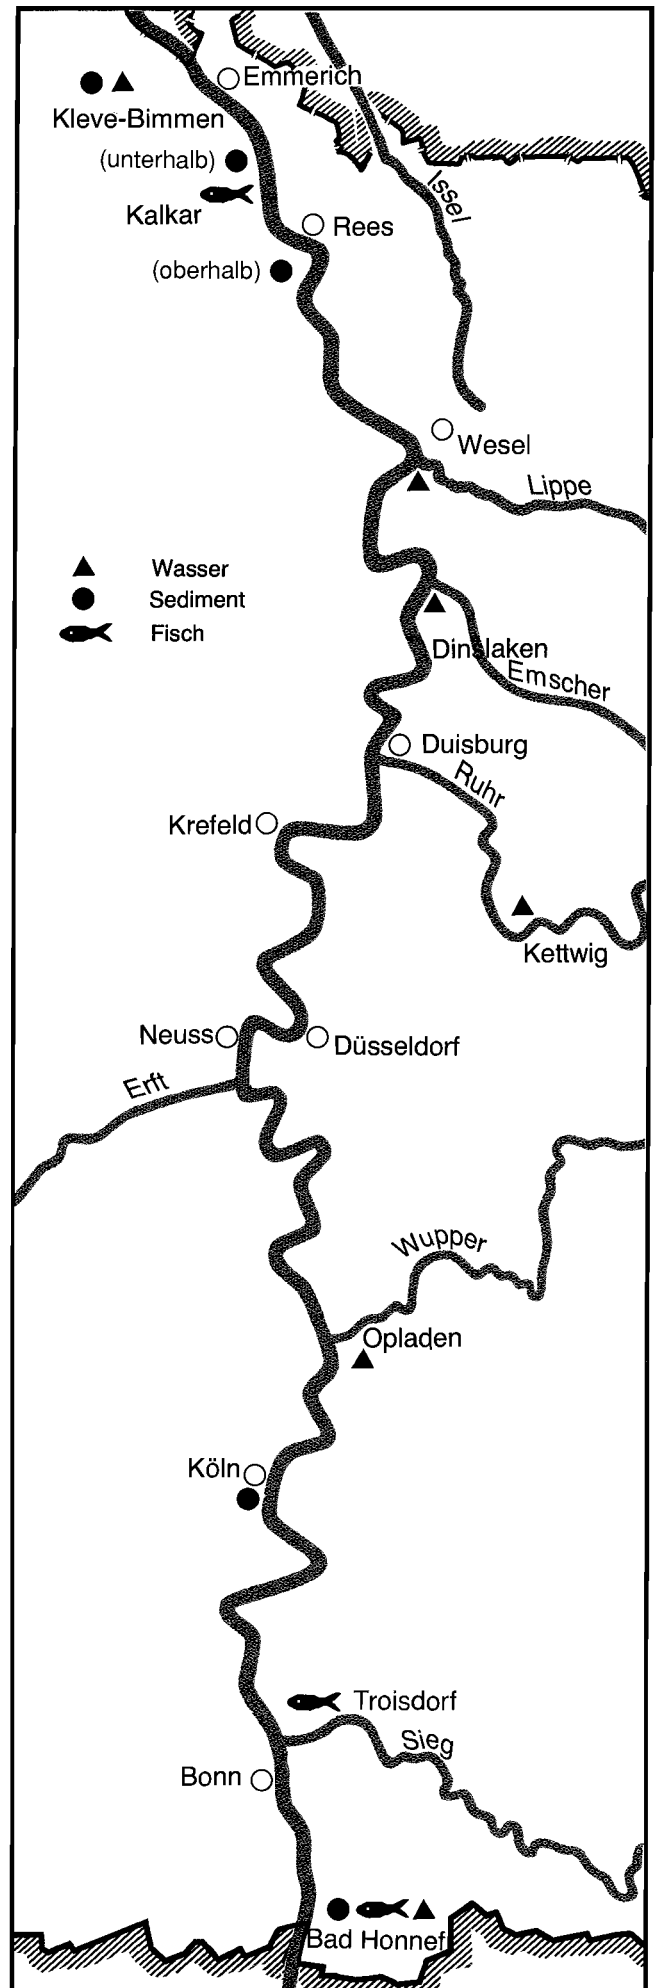 Emmerich
Kleve-Bimmen
(unterhalb)
Kalkar
Issel
Rees
(oberhalb)
Wesel
Lippe
Wasser
Sediment
Fisch
Dinslaken
Emscher
Duisburg
Ruhr
Krefeld
Kettwig
Neuss
Düsseldorf
Erft
Wupper
Opladen
Köln
Troisdorf
Sieg
Bonn
Bad Honnef